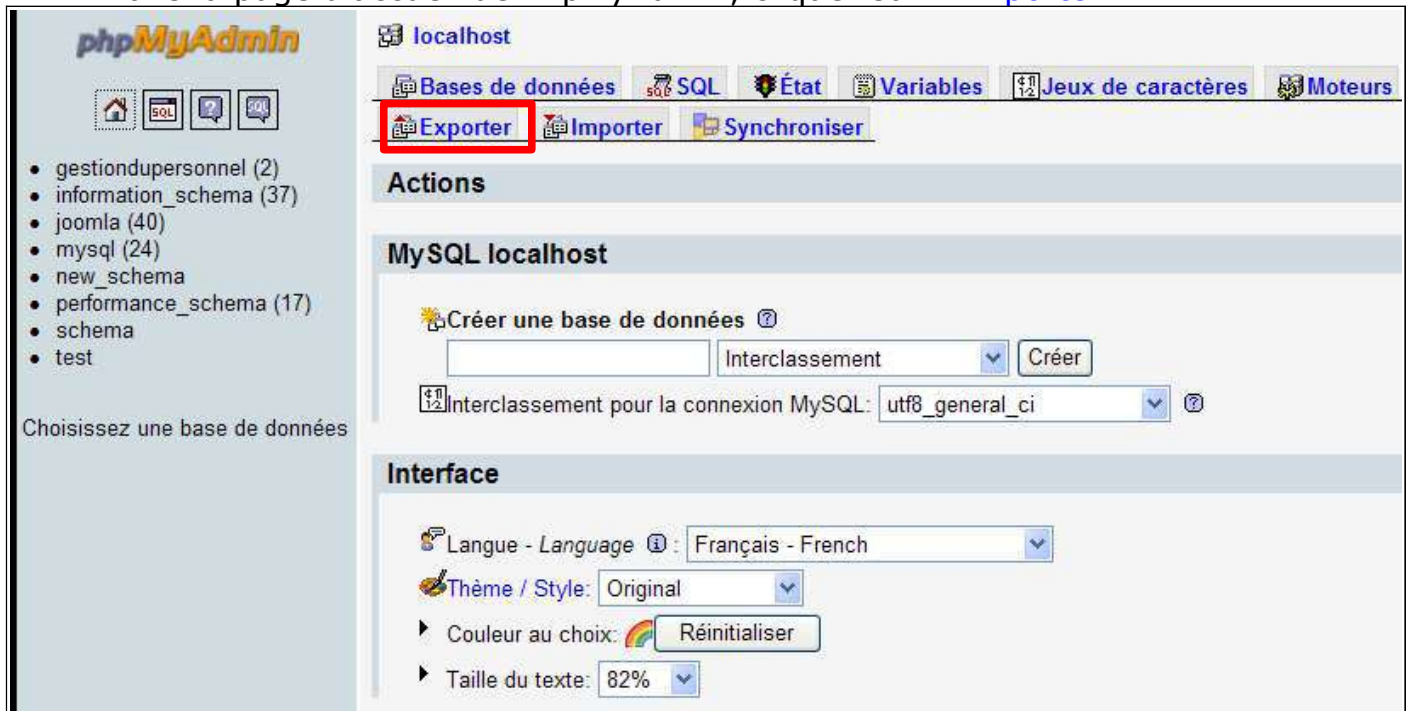 phpMyAdmin
localhost
Bases de données SQL État Variables Jeux de caractères Moteurs
Exporter Importer Synchroniser
SQL SQL
gestiondupersonnel (2)
information_schema (37)
joomla (40)
mysql (24)
new_schema
performance_schema (17)
schema
test
Choisissez une base de données
Actions
MySQL localhost
Créer une base de données
Interclassement Créer
Interclassement pour la connexion MySQL: utf8_general_ci
Interface
Langue - Language : Français - French
Thème / Style: Original
Couleur au choix: Réinitialiser
Taille du texte: 82%